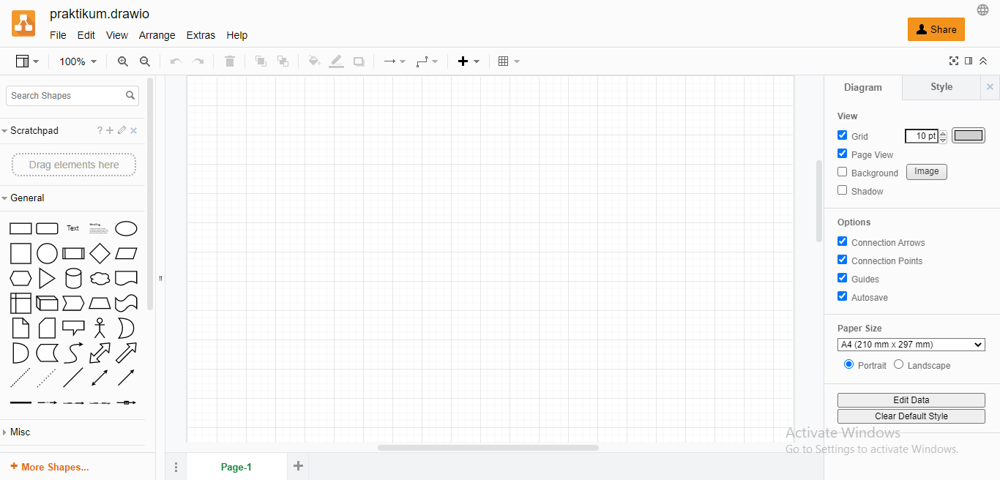 praktikum.drawio
File Edit View Arrange Extras Help
Share
100%
Search Shapes
Scratchpad
?
Drag elements here
General
Text
Heading
Misc
+ More Shapes...
Page-1
Diagram Style
View
Grid 10 pt
Page View
Background Image
Shadow
Options
Connection Arrows
Connection Points
Guides
Autosave
Paper Size
A4 (210 mm x 297 mm)
Portrait Landscape
Edit Data
Clear Default Style
Activate Windows
Go to Settings to activate Windows.